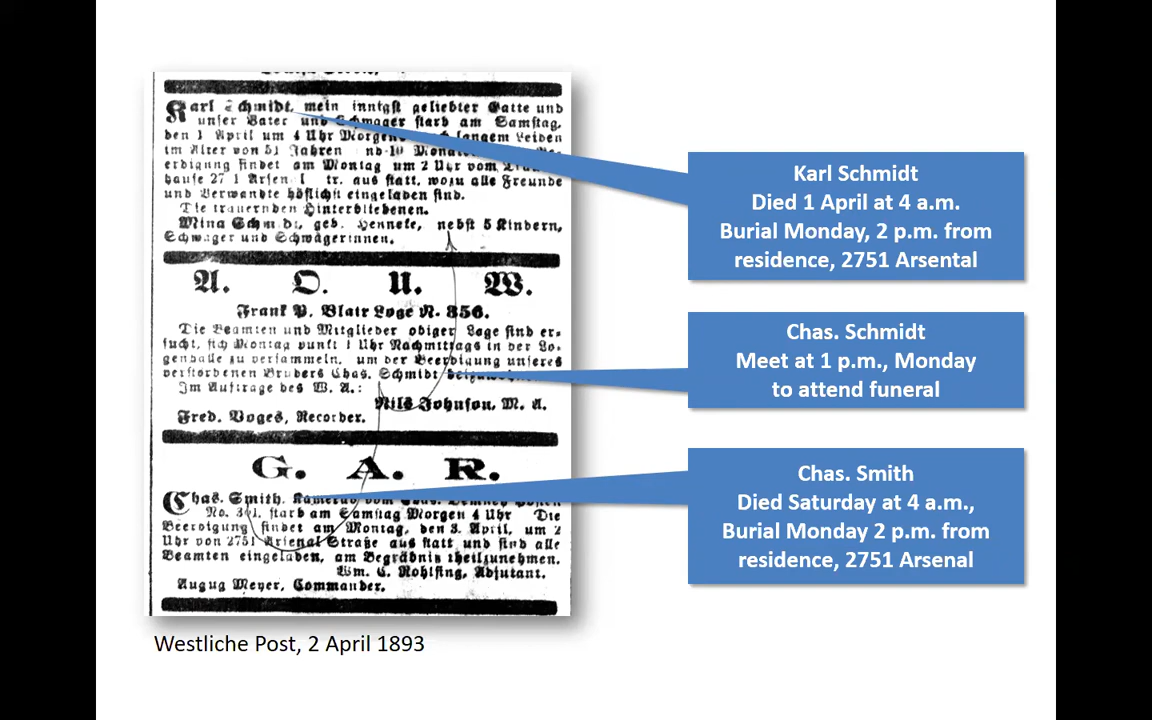 Karl Schmidt, mein innigst geliebter Gatte und
unser Vater und Schwager starb am Samstag,
den 1 April um 4 Uhr Morgens langem Leiden
im Alter von 51 Jahren
erdigung findet am Montag um 2 Uhr vom
hause 27 1 Arsen l tr. aus statt, wozu alle Freunde
und Verwandte höflichst eingeladen sind.
Die trauernden Hinterbliebenen.
Mina Schmidt, geb. Henneke, nebst 5 Kindern,
Schwager und Schwägerinnen.
A. O. U. W.
Frank P. Blair Loge N. 356.
Die Beamten und Mitglieder obiger Loge sind er-
sucht, sich Montag punkt 1 Uhr Nachmittags in der Lo-
genhalle zu versammeln, um der Beerdigung unseres
verstorbenen Bruders Chas. Schmidt beizuwohnen.
Im Auftrage des W. A.:
Nils Johnson, M. A.
Fred. Voges, Recorder.
G. A. R.
Chas. Smith, Kamerad vom Chas.
No. starb am Samstag Morgen 4 Uhr Die
Beerdigung findet am Montag, den 3. April, um 2
Uhr von 2751 Arsenal Straße aus statt und sind alle
Beamten eingeladen, am Begräbnis theilzunehmen.
Wm. C. Rohlfing, Adjutant.
Augug Meyer, Commander.
Karl Schmidt
Died 1 April at 4 a.m.
Burial Monday, 2 p.m. from
residence, 2751 Arsental
Chas. Schmidt
Meet at 1 p.m., Monday
to attend funeral
Chas. Smith
Died Saturday at 4 a.m.,
Burial Monday 2 p.m. from
residence, 2751 Arsenal
Westliche Post, 2 April 1893